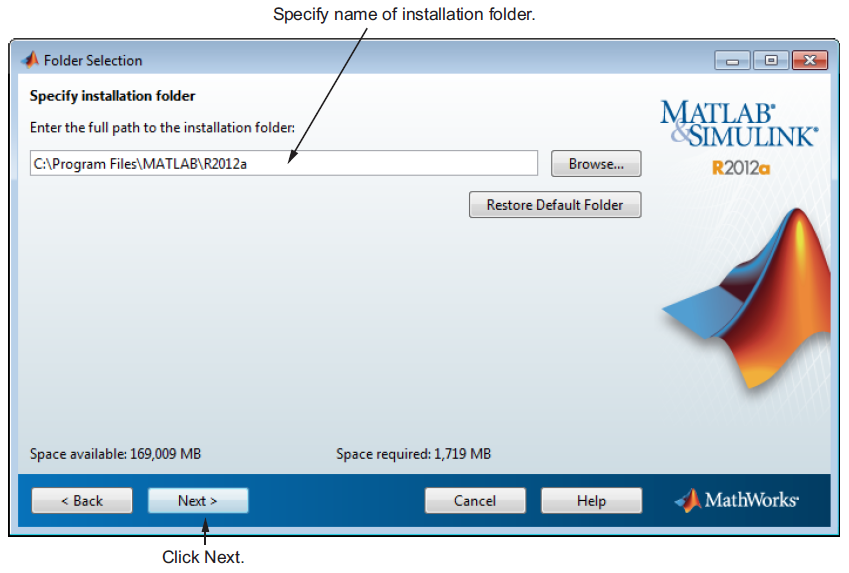 Specify name of installation folder.
Folder Selection
Specify installation folder
Enter the full path to the installation folder:
C:\Program Files\MATLAB\R2012a
Browse...
Restore Default Folder
MATLAB®
&SIMULINK®
R2012a
Space available: 169,009 MB
Space required: 1,719 MB
< Back
Next >
Cancel
Help
MathWorks®
Click Next.